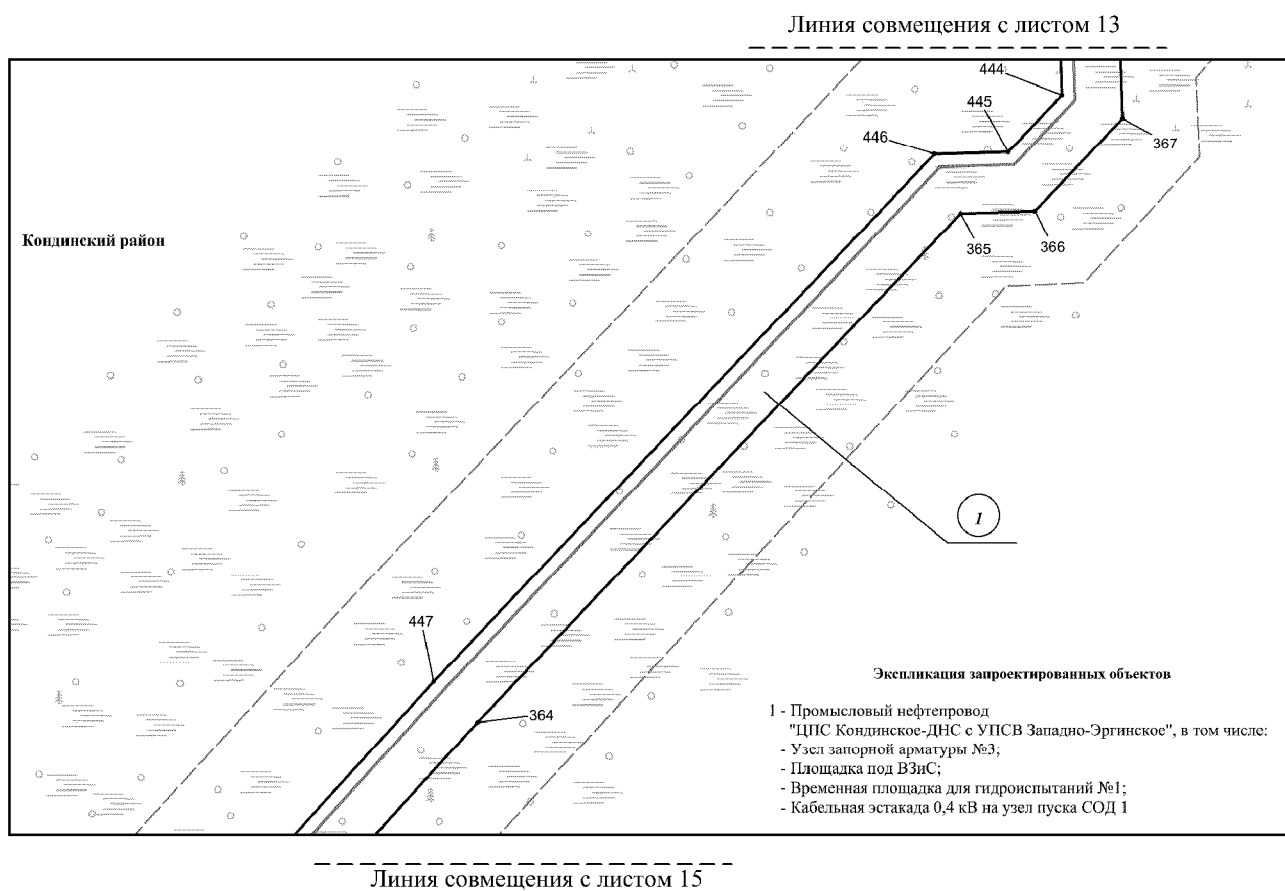 Линия совмещения с листом 13
444
445
446
367
Кондинский район
365
366
1
447
364
Экспликация запроектированных объектов
1 - Промысловый нефтепровод
"ЦПС Кондинское-ДНС с УПСВ Западно-Эргинское", в том числе:
- Узел запорной арматуры №3;
- Площадка под ВЗиС;
- Временная площадка для гидроиспытаний №1;
- Кабельная эстакада 0,4 кВ на узел пуска СОД 1
Линия совмещения с листом 15